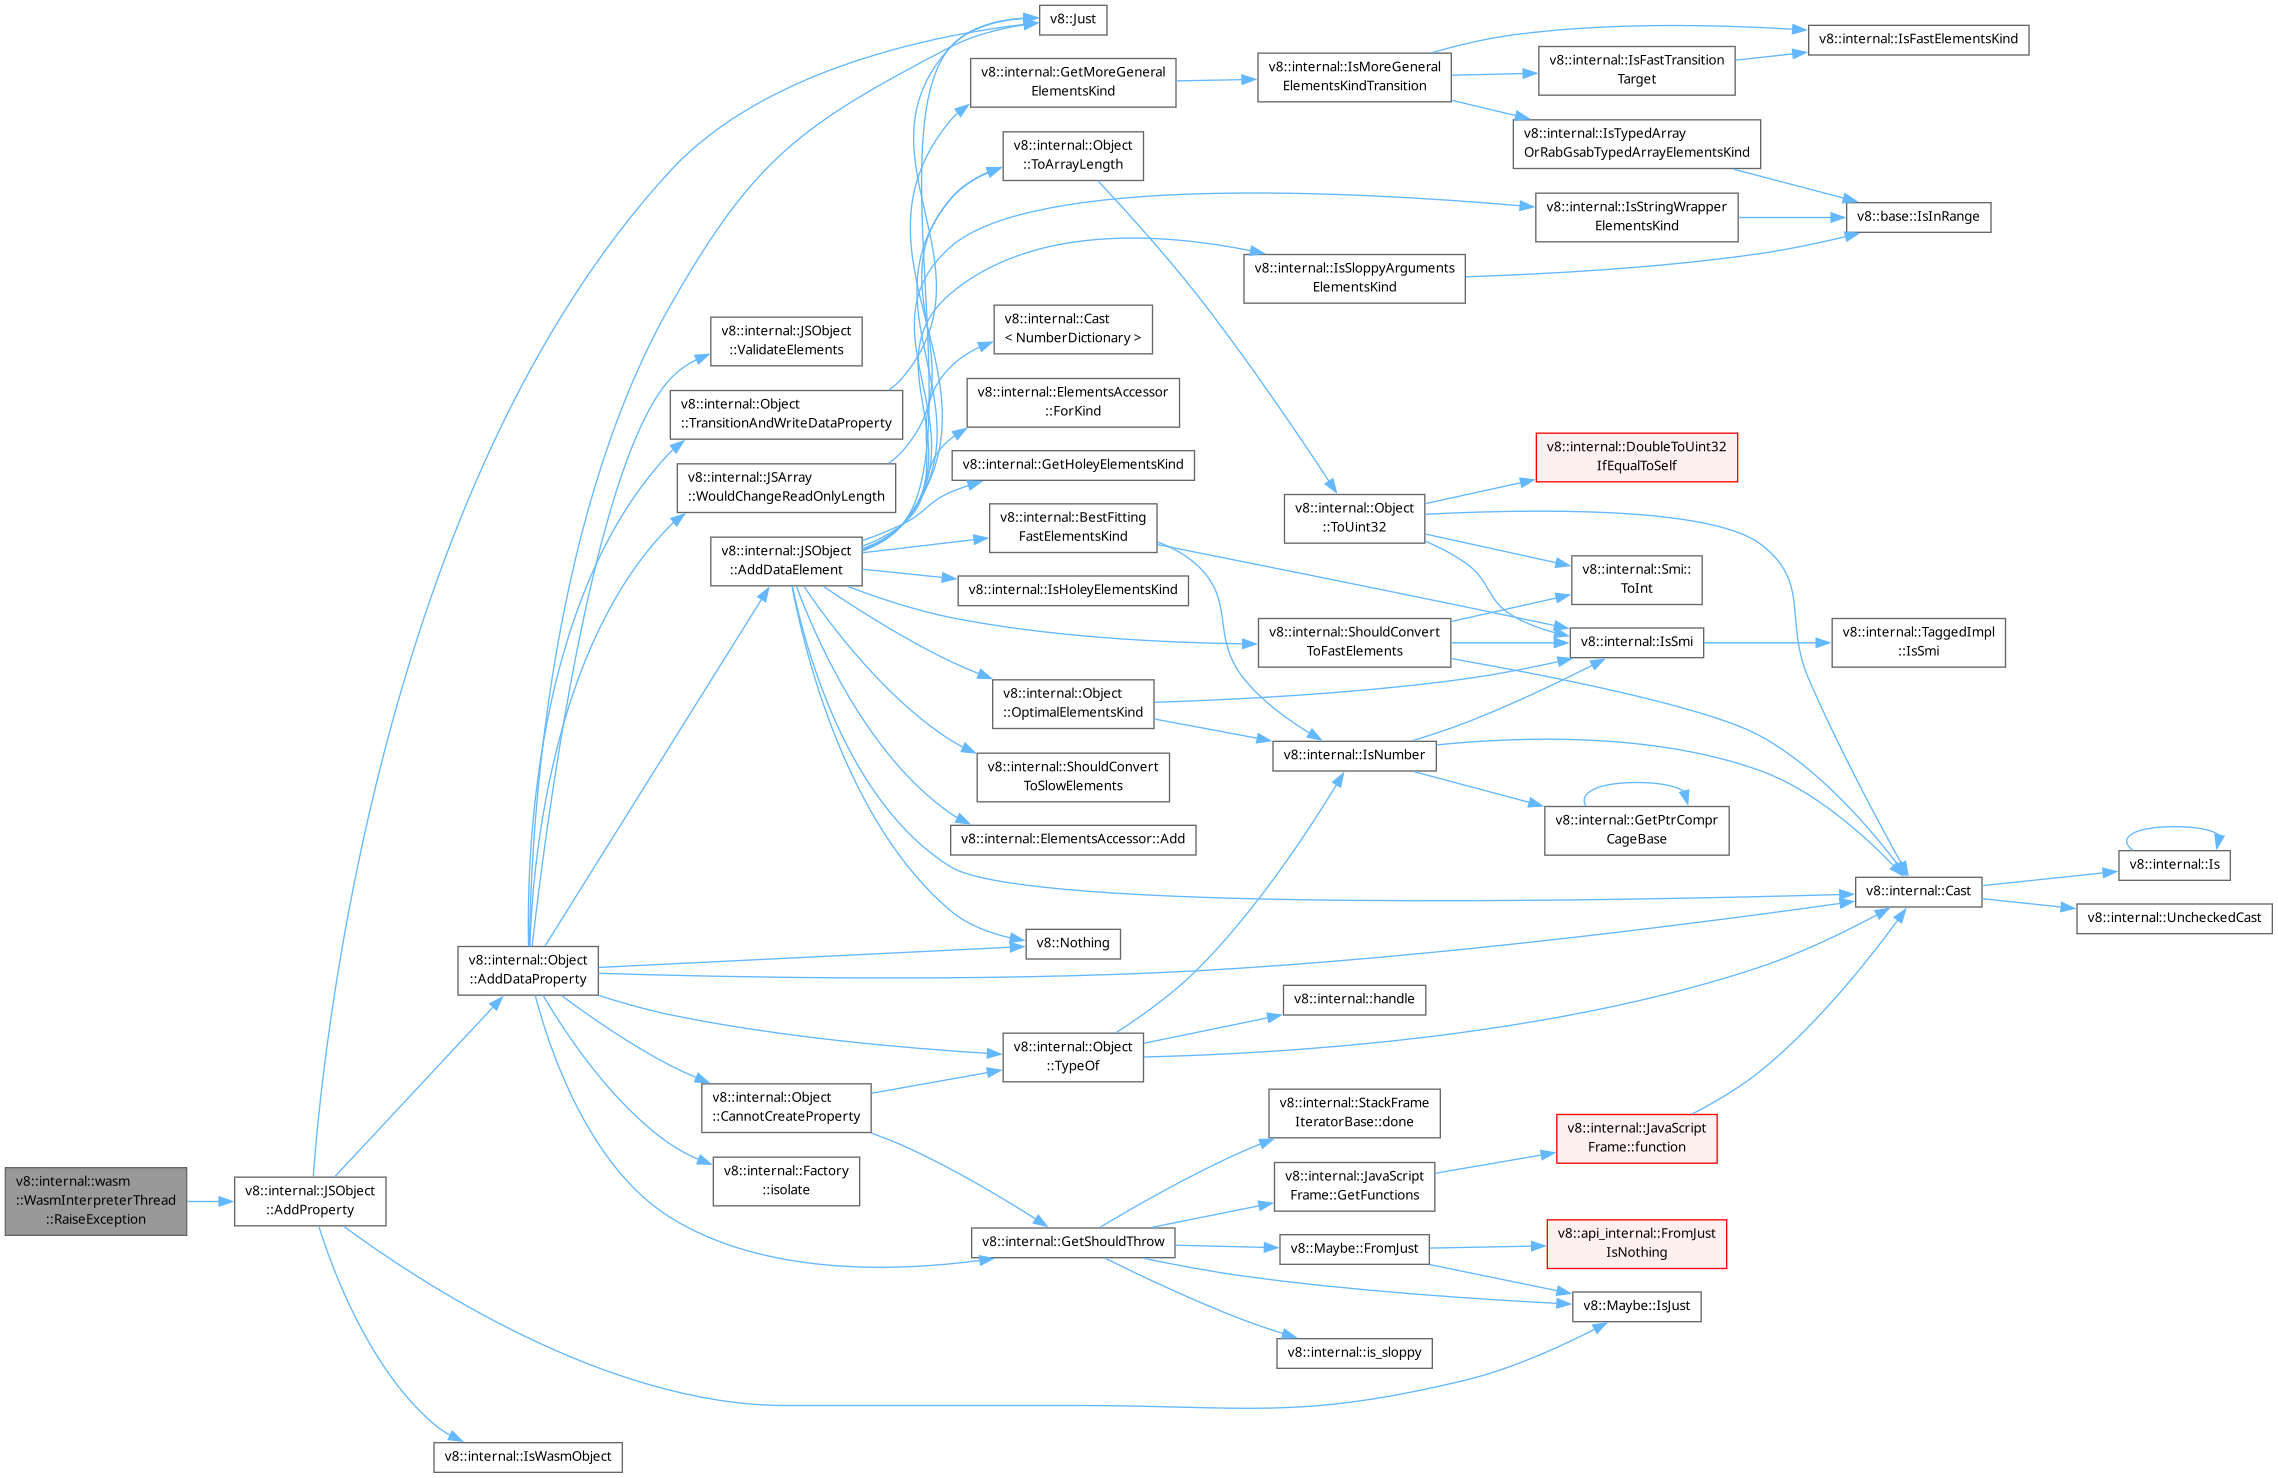 v8::internal::wasm
::WasmInterpreterThread
::RaiseException
v8::internal::JSObject
::AddProperty
v8::internal::Object
::AddDataProperty
v8::internal::IsWasmObject
v8::internal::JSObject
::ValidateElements
v8::internal::Object
::TransitionAndWriteDataProperty
v8::internal::JSArray
::WouldChangeReadOnlyLength
v8::internal::JSObject
::AddDataElement
v8::internal::Object
::CannotCreateProperty
v8::internal::Factory
::isolate
v8::Just
v8::internal::GetMoreGeneral
ElementsKind
v8::internal::Object
::ToArrayLength
v8::internal::Cast
< NumberDictionary >
v8::internal::ElementsAccessor
::ForKind
v8::internal::GetHoleyElementsKind
v8::internal::BestFitting
FastElementsKind
v8::internal::IsHoleyElementsKind
v8::internal::Object
::OptimalElementsKind
v8::internal::ShouldConvert
ToSlowElements
v8::internal::ElementsAccessor::Add
v8::Nothing
v8::internal::Object
::TypeOf
v8::internal::GetShouldThrow
v8::internal::IsMoreGeneral
ElementsKindTransition
v8::internal::IsSloppyArguments
ElementsKind
v8::internal::Object
::ToUint32
v8::internal::ShouldConvert
ToFastElements
v8::internal::IsNumber
v8::internal::handle
v8::internal::StackFrame
IteratorBase::done
v8::internal::JavaScript
Frame::GetFunctions
v8::Maybe::FromJust
v8::internal::is_sloppy
v8::internal::IsFastTransition
Target
v8::internal::IsTypedArray
OrRabGsabTypedArrayElementsKind
v8::internal::IsStringWrapper
ElementsKind
v8::internal::DoubleToUint32
IfEqualToSelf
v8::internal::Smi::
ToInt
v8::internal::IsSmi
v8::internal::GetPtrCompr
CageBase
v8::internal::JavaScript
Frame::function
v8::api_internal::FromJust
IsNothing
v8::Maybe::IsJust
v8::internal::IsFastElementsKind
v8::base::IsInRange
v8::internal::TaggedImpl
::IsSmi
v8::internal::Cast
v8::internal::Is
v8::internal::UncheckedCast